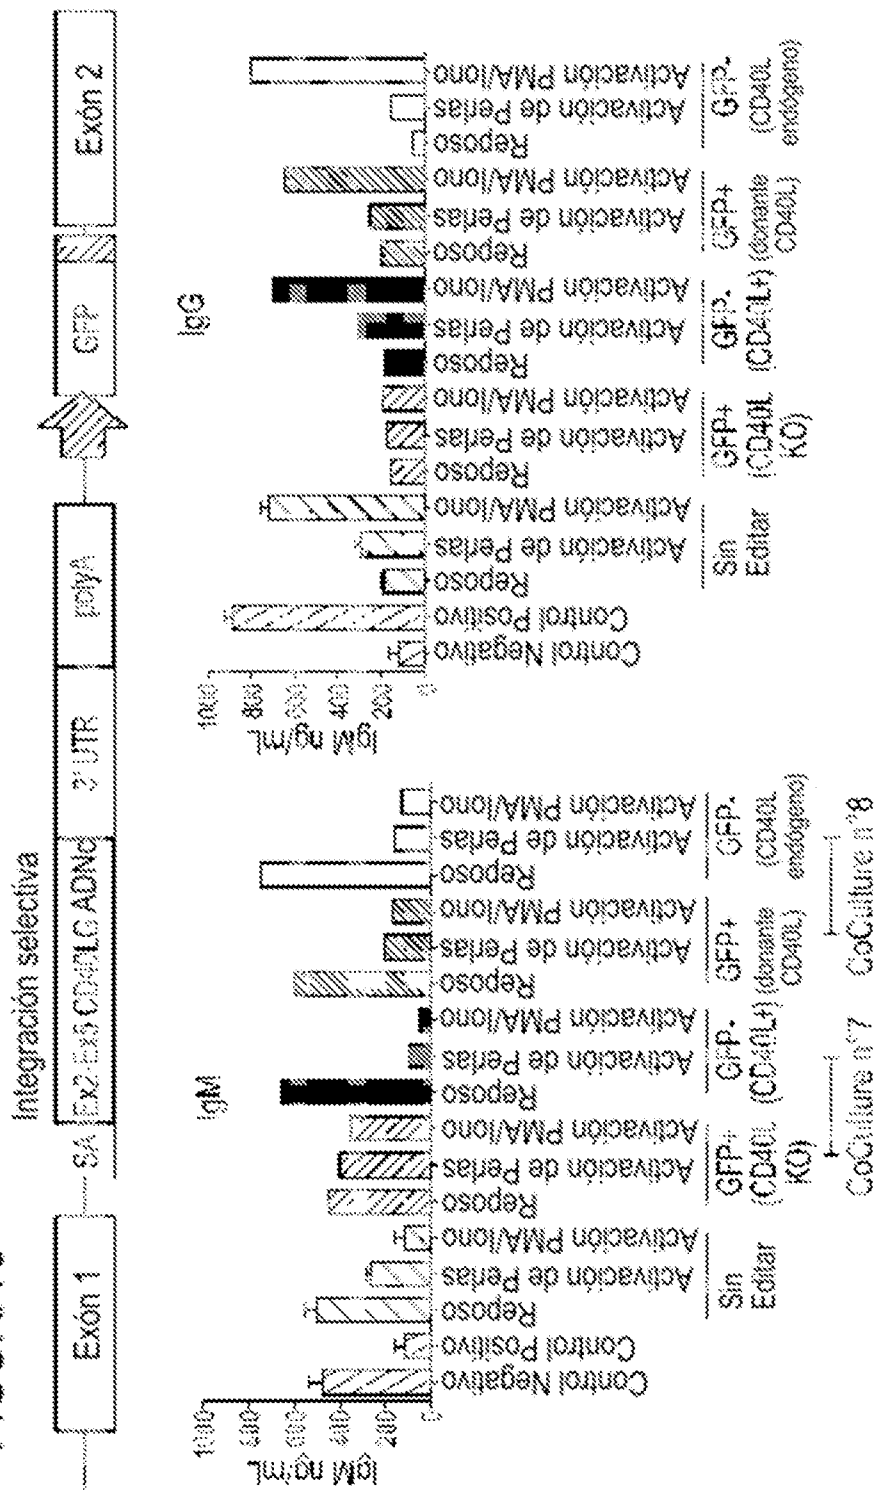 Integración selectiva
Exón 1
SA
Ex2-Ex5 CD40LG ADNc
3' UTR
polyA
GFP
Exón 2
IgM
IgM ng/mL
1000
800
600
400
200
0
Control Negativo
Control Positivo
Reposo
Activación de Perlas
Activación PMA/Iono
Reposo
Activación de Perlas
Activación PMA/Iono
Reposo
Activación de Perlas
Activación PMA/Iono
Reposo
Activación de Perlas
Activación PMA/Iono
Reposo
Activación de Perlas
Activación PMA/Iono
Sin
Editar
GFP+
(CD40L
KO)
GFP-
(CD40L+)
GFP+
(donante
CD40L)
GFP-
(CD40L
endógeno)
CoCulture n°7
CoCulture n°8
IgG
IgM ng/mL
1000
800
600
400
200
0
Control Negativo
Control Positivo
Reposo
Activación de Perlas
Activación PMA/Iono
Reposo
Activación de Perlas
Activación PMA/Iono
Reposo
Activación de Perlas
Activación PMA/Iono
Reposo
Activación de Perlas
Activación PMA/Iono
Reposo
Activación de Perlas
Activación PMA/Iono
Sin
Editar
GFP+
(CD40L
KO)
GFP-
(CD40L+)
GFP+
(donante
CD40L)
GFP-
(CD40L
endógeno)